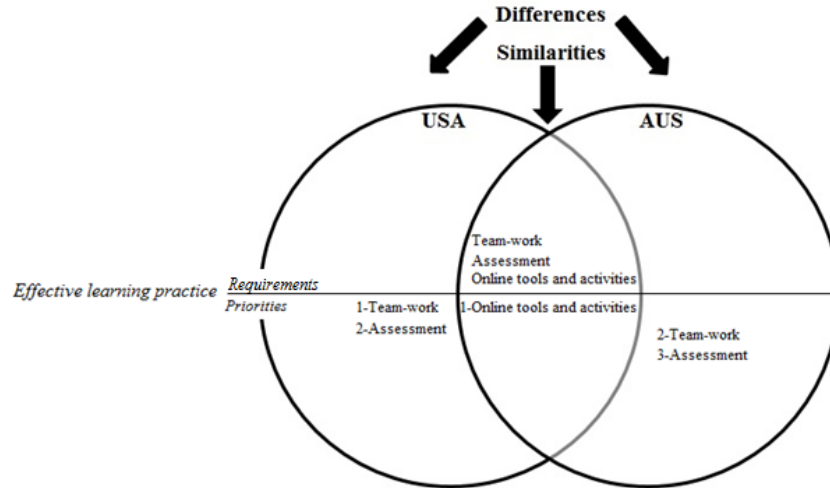 Differences
Similarities
USA
AUS
Team-work
Assessment
Online tools and activities
Effective learning practice
Requirements
Priorities
1-Team-work
2-Assessment
1-Online tools and activities
2-Team-work
3-Assessment